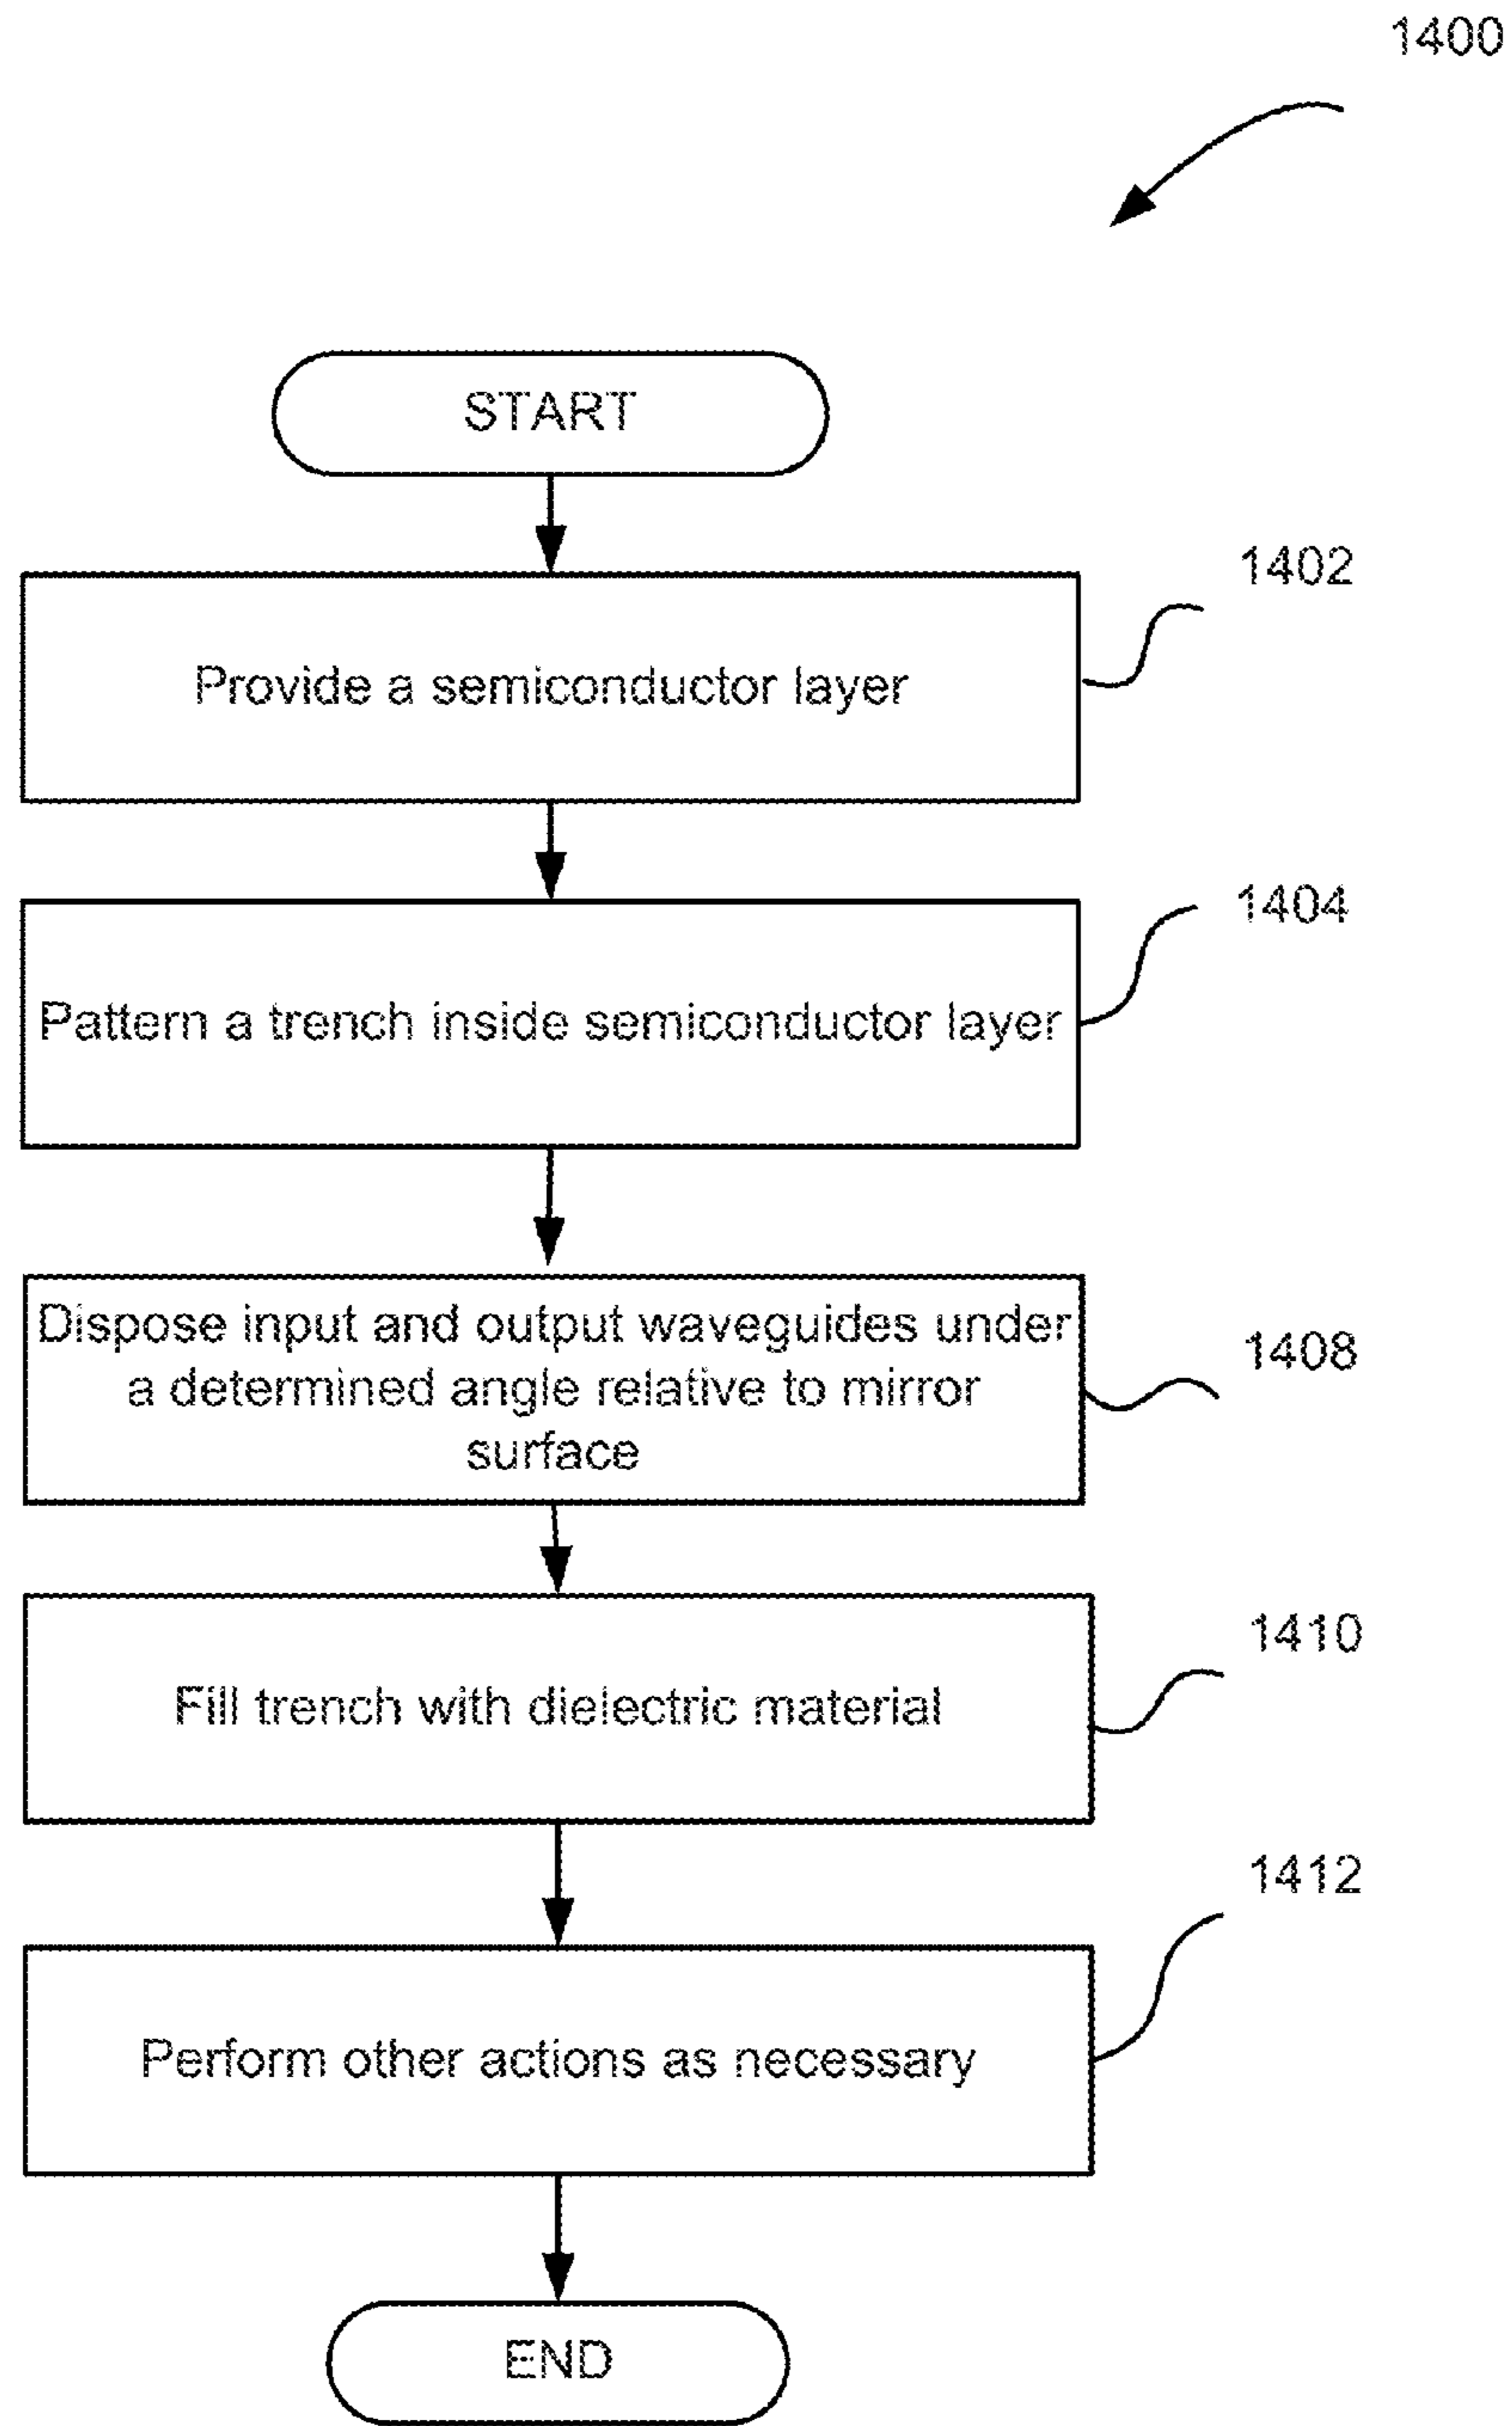 1400
START
1402
Provide a semiconductor layer
1404
Pattern a trench inside semiconductor layer
Dispose input and output waveguides under
a determined angle relative to mirror
surface
1408
Fill trench with dielectric material
1410
1412
Perform other actions as necessary
END